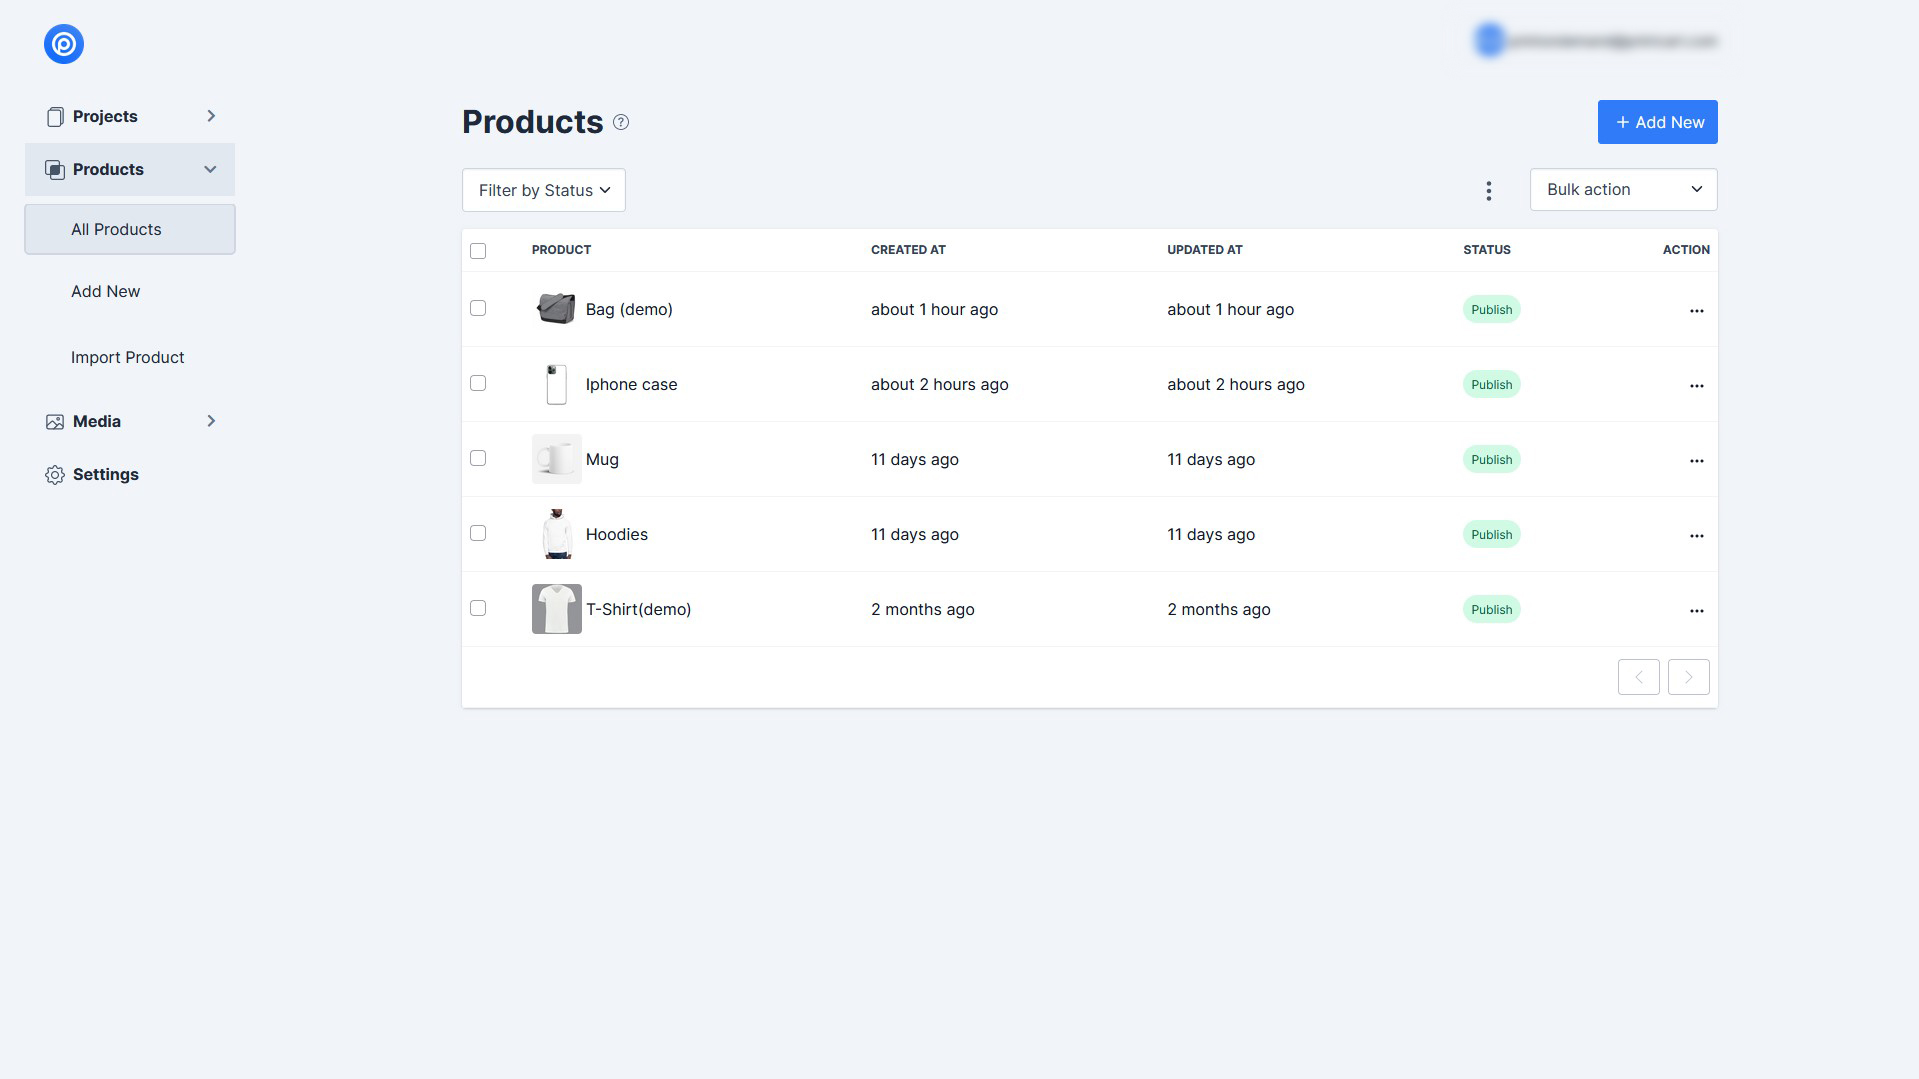 Projects
Products
All Products
Add New
Import Product
Media
Settings
Products ?
+ Add New
Filter by Status
Bulk action
PRODUCT CREATED AT UPDATED AT STATUS ACTION
Bag (demo) about 1 hour ago about 1 hour ago Publish
Iphone case about 2 hours ago about 2 hours ago Publish
Mug 11 days ago 11 days ago Publish
Hoodies 11 days ago 11 days ago Publish
T-Shirt(demo) 2 months ago 2 months ago Publish